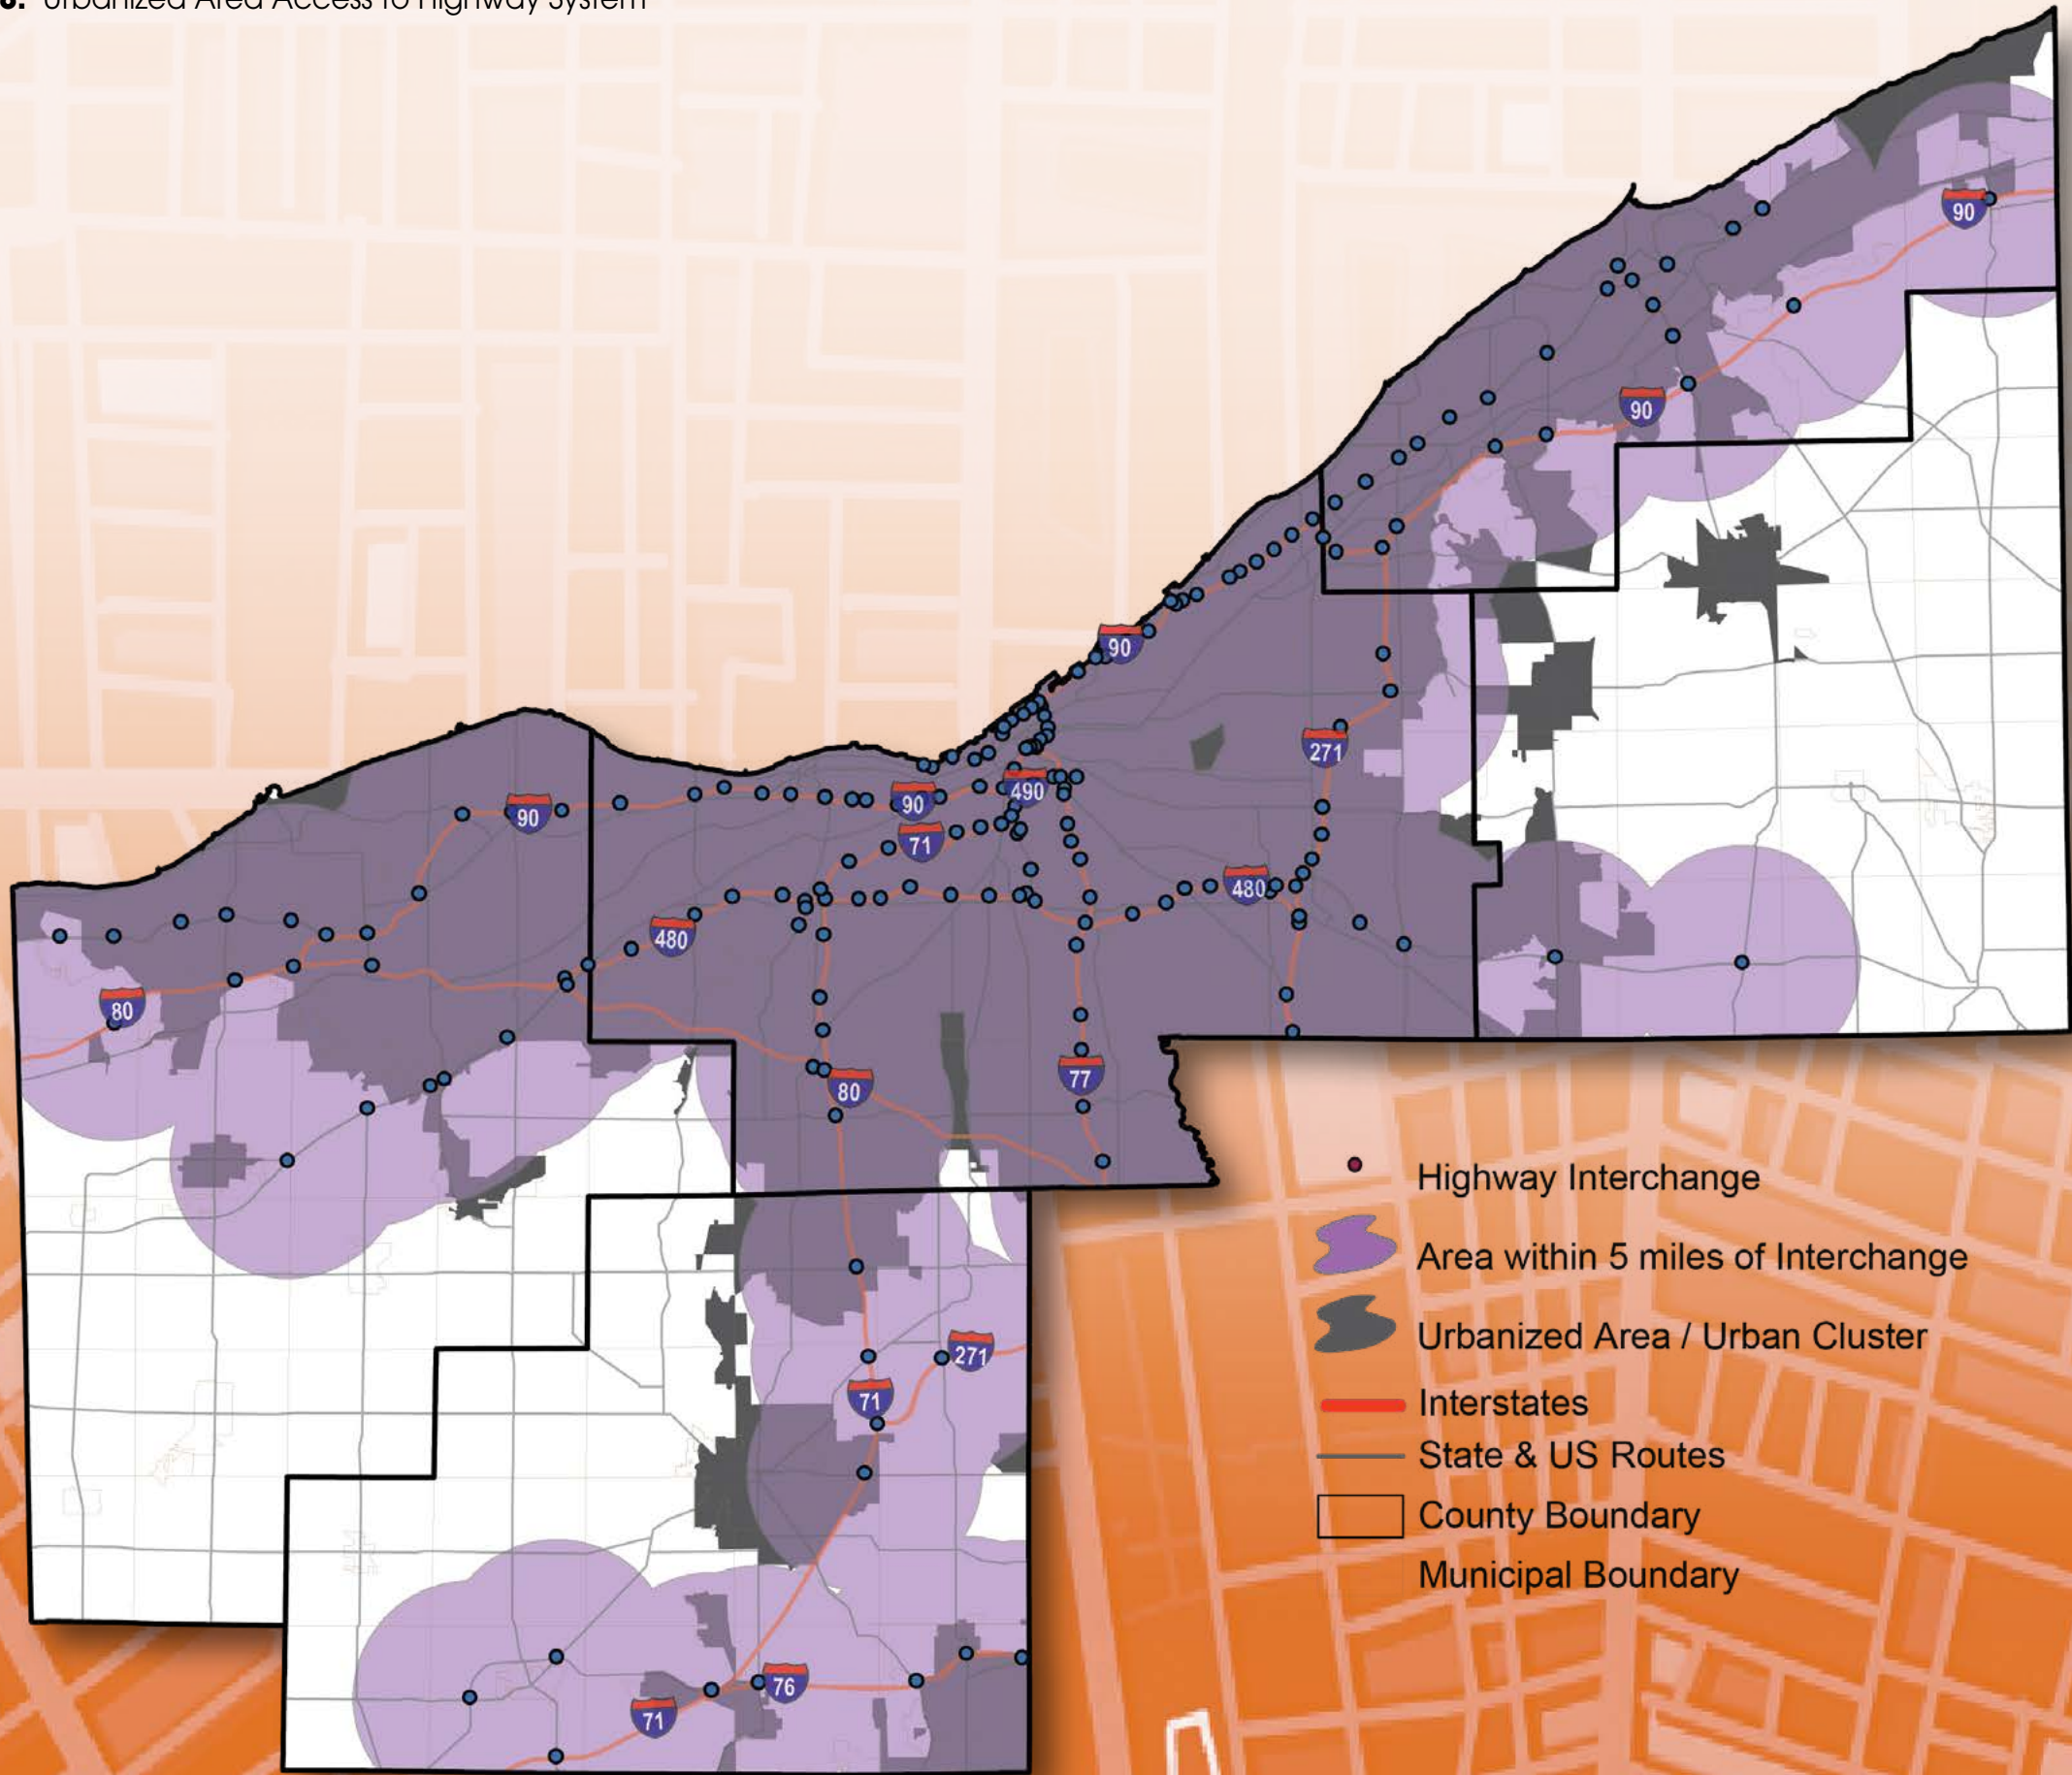 Urbanized Area Access to Highway System
90
90
90
271
90
490
90
71
480
480
80
80
77
271
71
76
71
Highway Interchange
Area within 5 miles of Interchange
Urbanized Area / Urban Cluster
Interstates
State & US Routes
County Boundary
Municipal Boundary